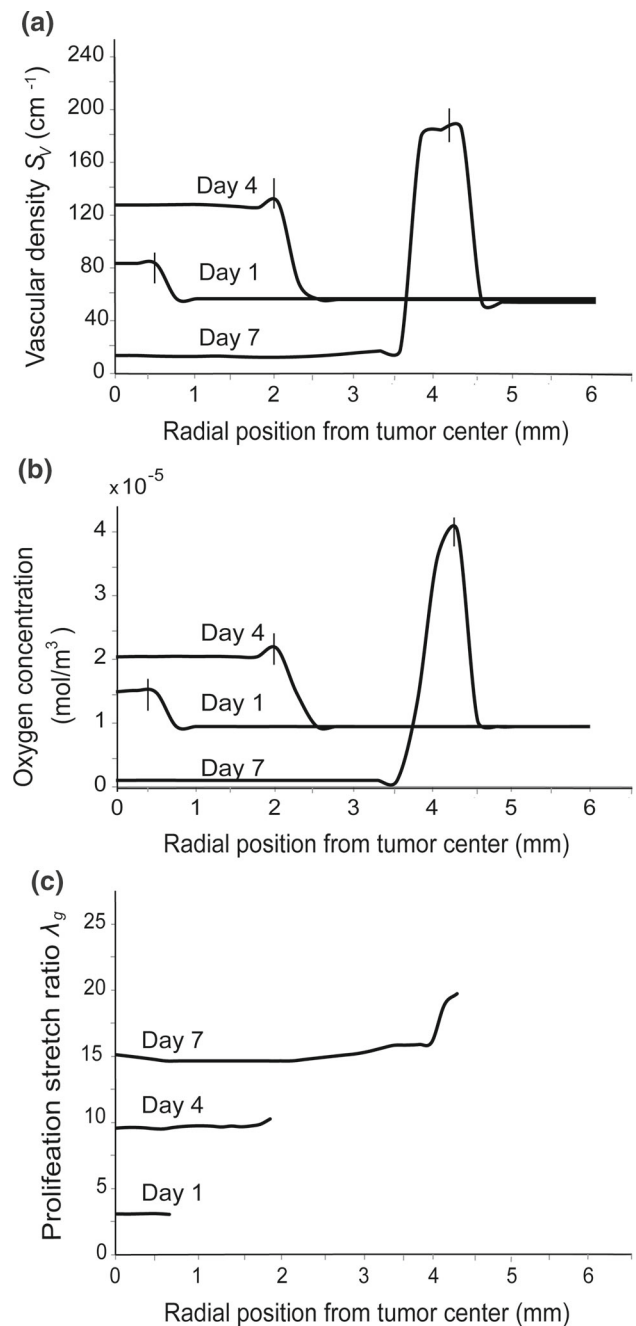 (a)
Vascular density S_V (cm⁻¹)
240
200
160
120
80
40
0
Day 4
Day 1
Day 7
0 1 2 3 4 5 6
Radial position from tumor center (mm)
(b)
×10⁻⁵
Oxygen concentration
(mol/m³)
4
3
2
1
0
Day 4
Day 1
Day 7
0 1 2 3 4 5 6
Radial position from tumor center (mm)
(c)
Prolifeation stretch ratio λ_g
25
20
15
10
5
0
Day 7
Day 4
Day 1
0 1 2 3 4 5 6
Radial position from tumor center (mm)